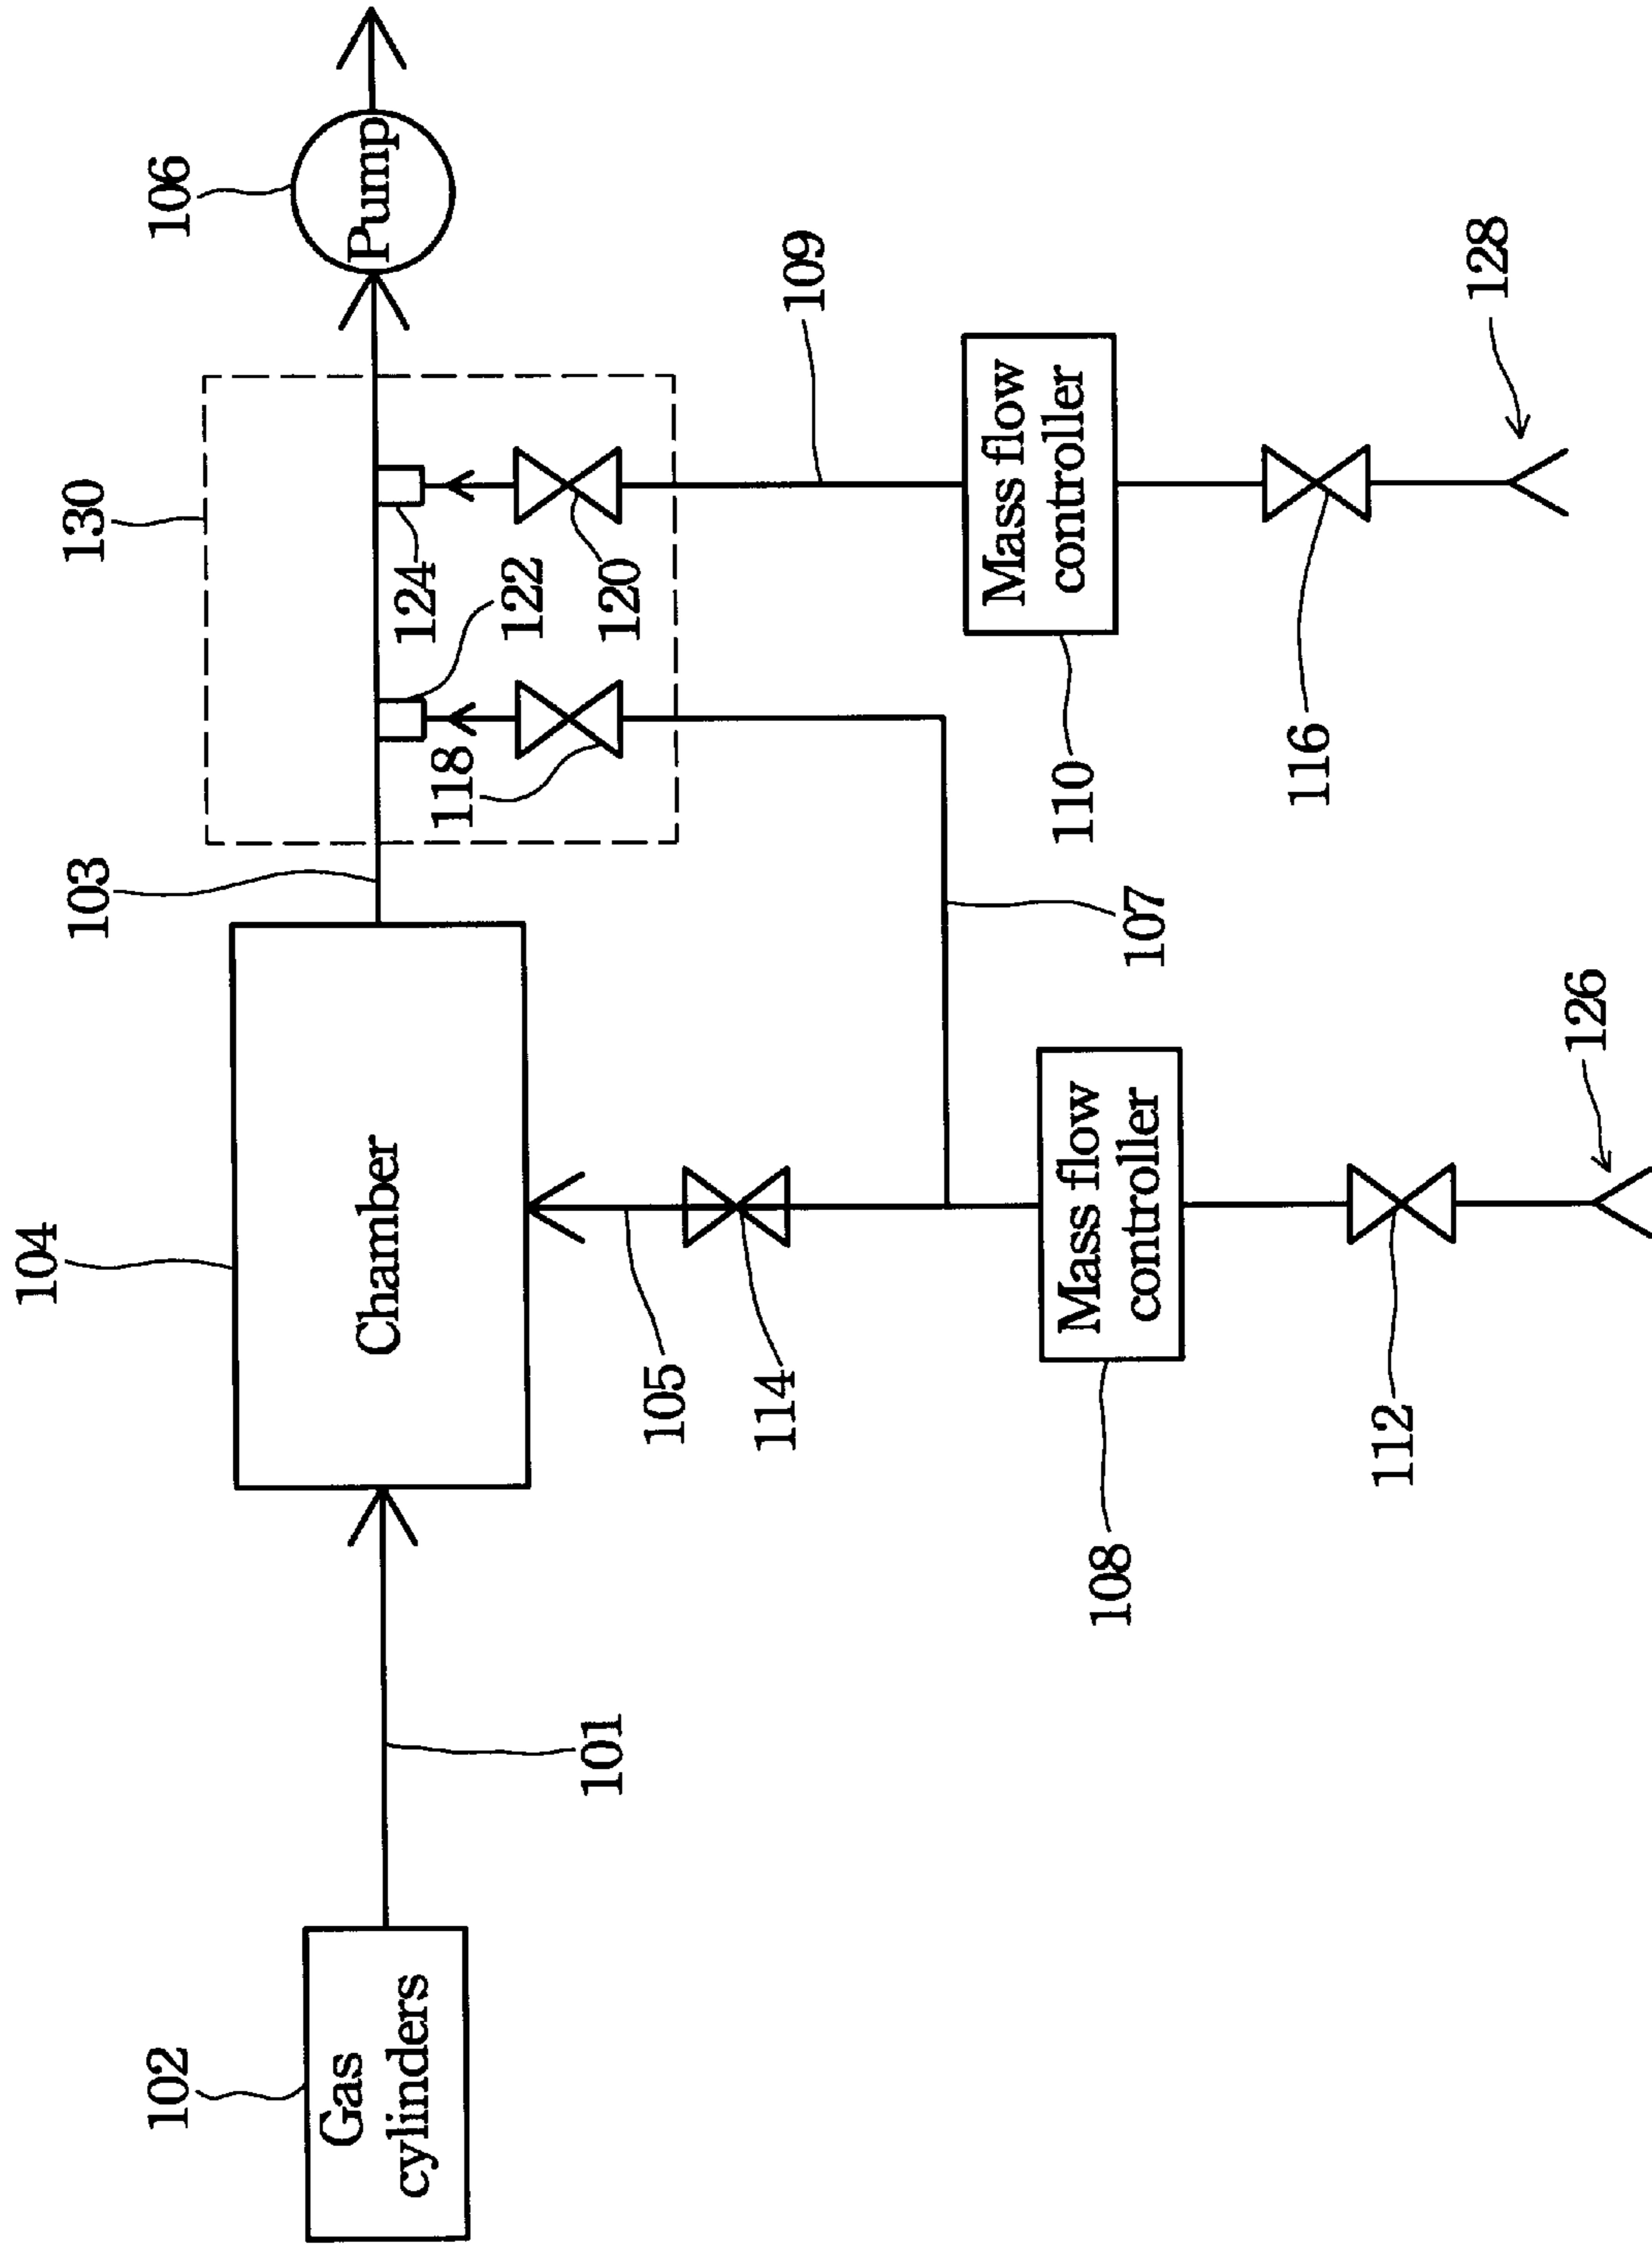 104
103
130
106
102
Gas
cylinders
Chamber
Pump
124
122
120
118
101
105
114
109
108
Mass flow
controller
107
110
Mass flow
controller
112
126
116
128